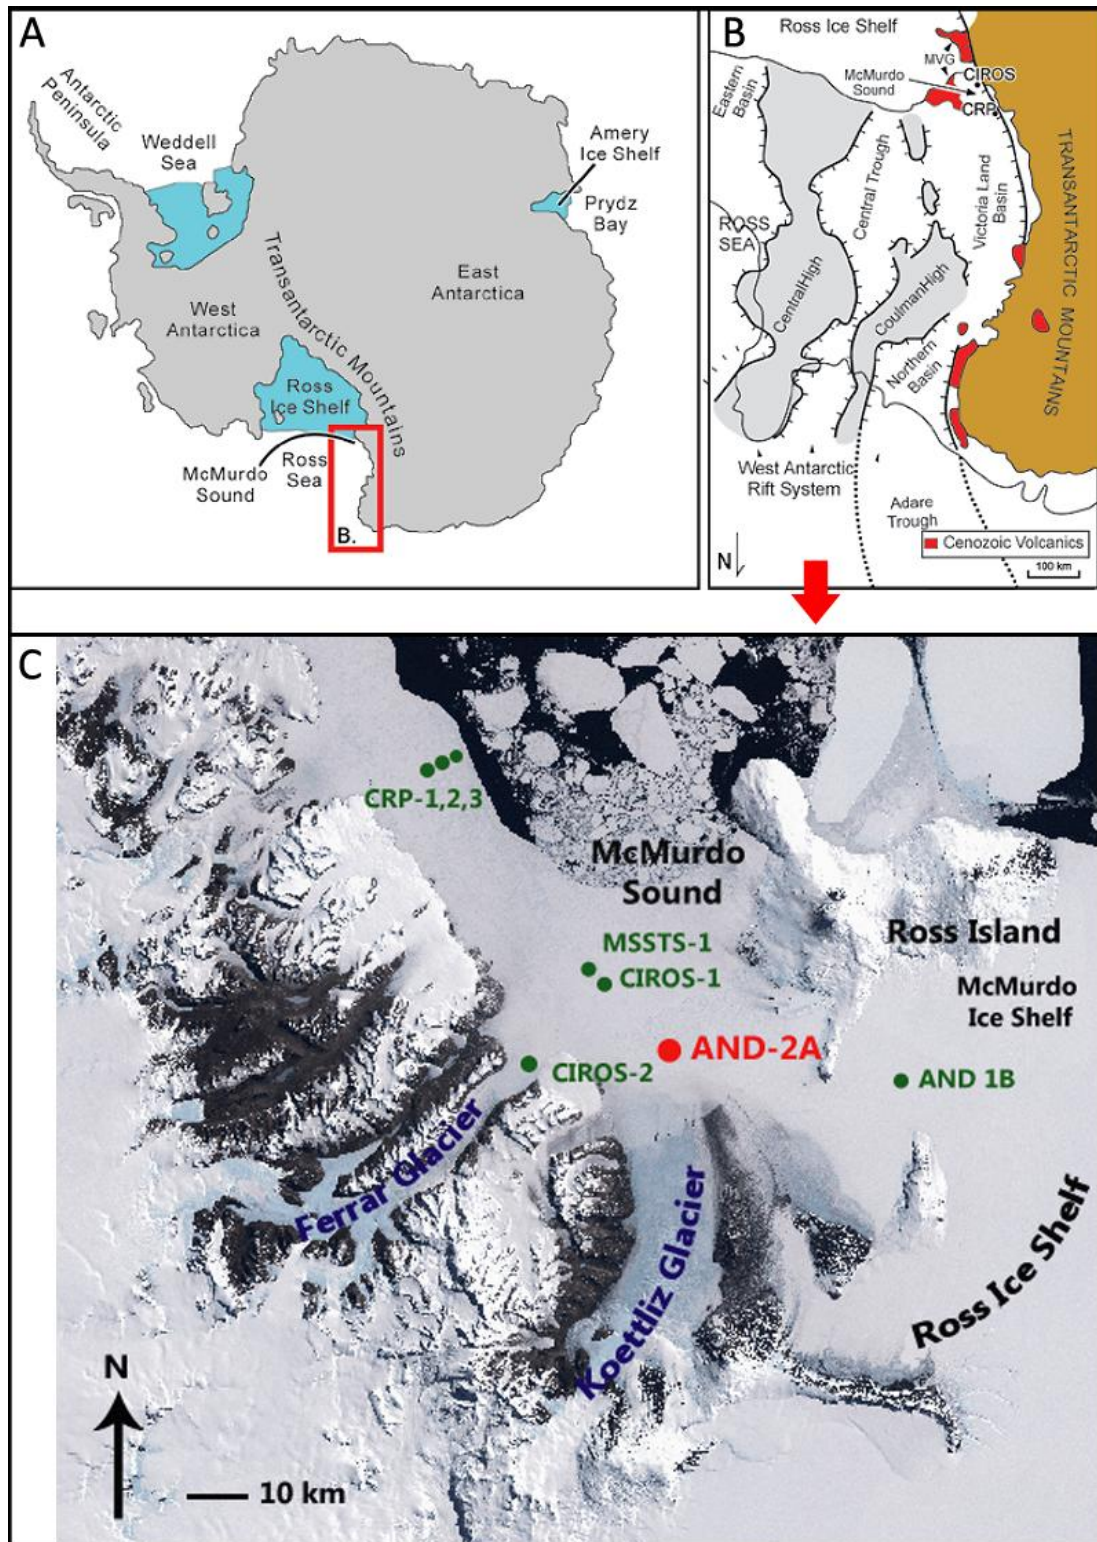 A
Antarctic
Peninsula
Weddell
Sea
Amery
Ice Shelf
Prydz
Bay
Transantarctic Mountains
East
Antarctica
West
Antarctica
Ross
Ice Shelf
McMurdo
Sound
Ross
Sea
B.
B
Ross Ice Shelf
MVG
CIROS
McMurdo
Sound
CRP
Eastern
Basin
Central Trough
Victoria Land
Basin
TRANSANTARCTIC MOUNTAINS
ROSS
SEA
CentralHigh
CoulmanHigh
Northern
Basin
West Antarctic
Rift System
Adare
Trough
Cenozoic Volcanics
N
100 km
C
CRP-1,2,3
McMurdo
Sound
MSSTS-1
CIROS-1
Ross Island
McMurdo
Ice Shelf
AND-2A
CIROS-2
AND 1B
Ferrar Glacier
Koettliz Glacier
Ross Ice Shelf
N
10 km